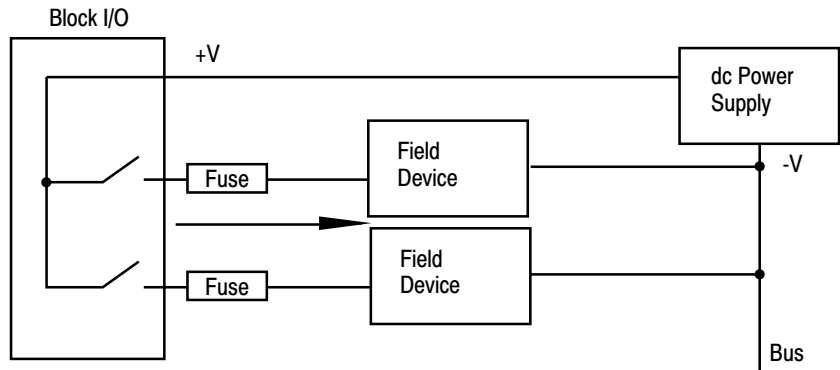 Block I/O
+V
dc Power
Supply
Field
Device
-V
Fuse
Field
Device
Fuse
Bus